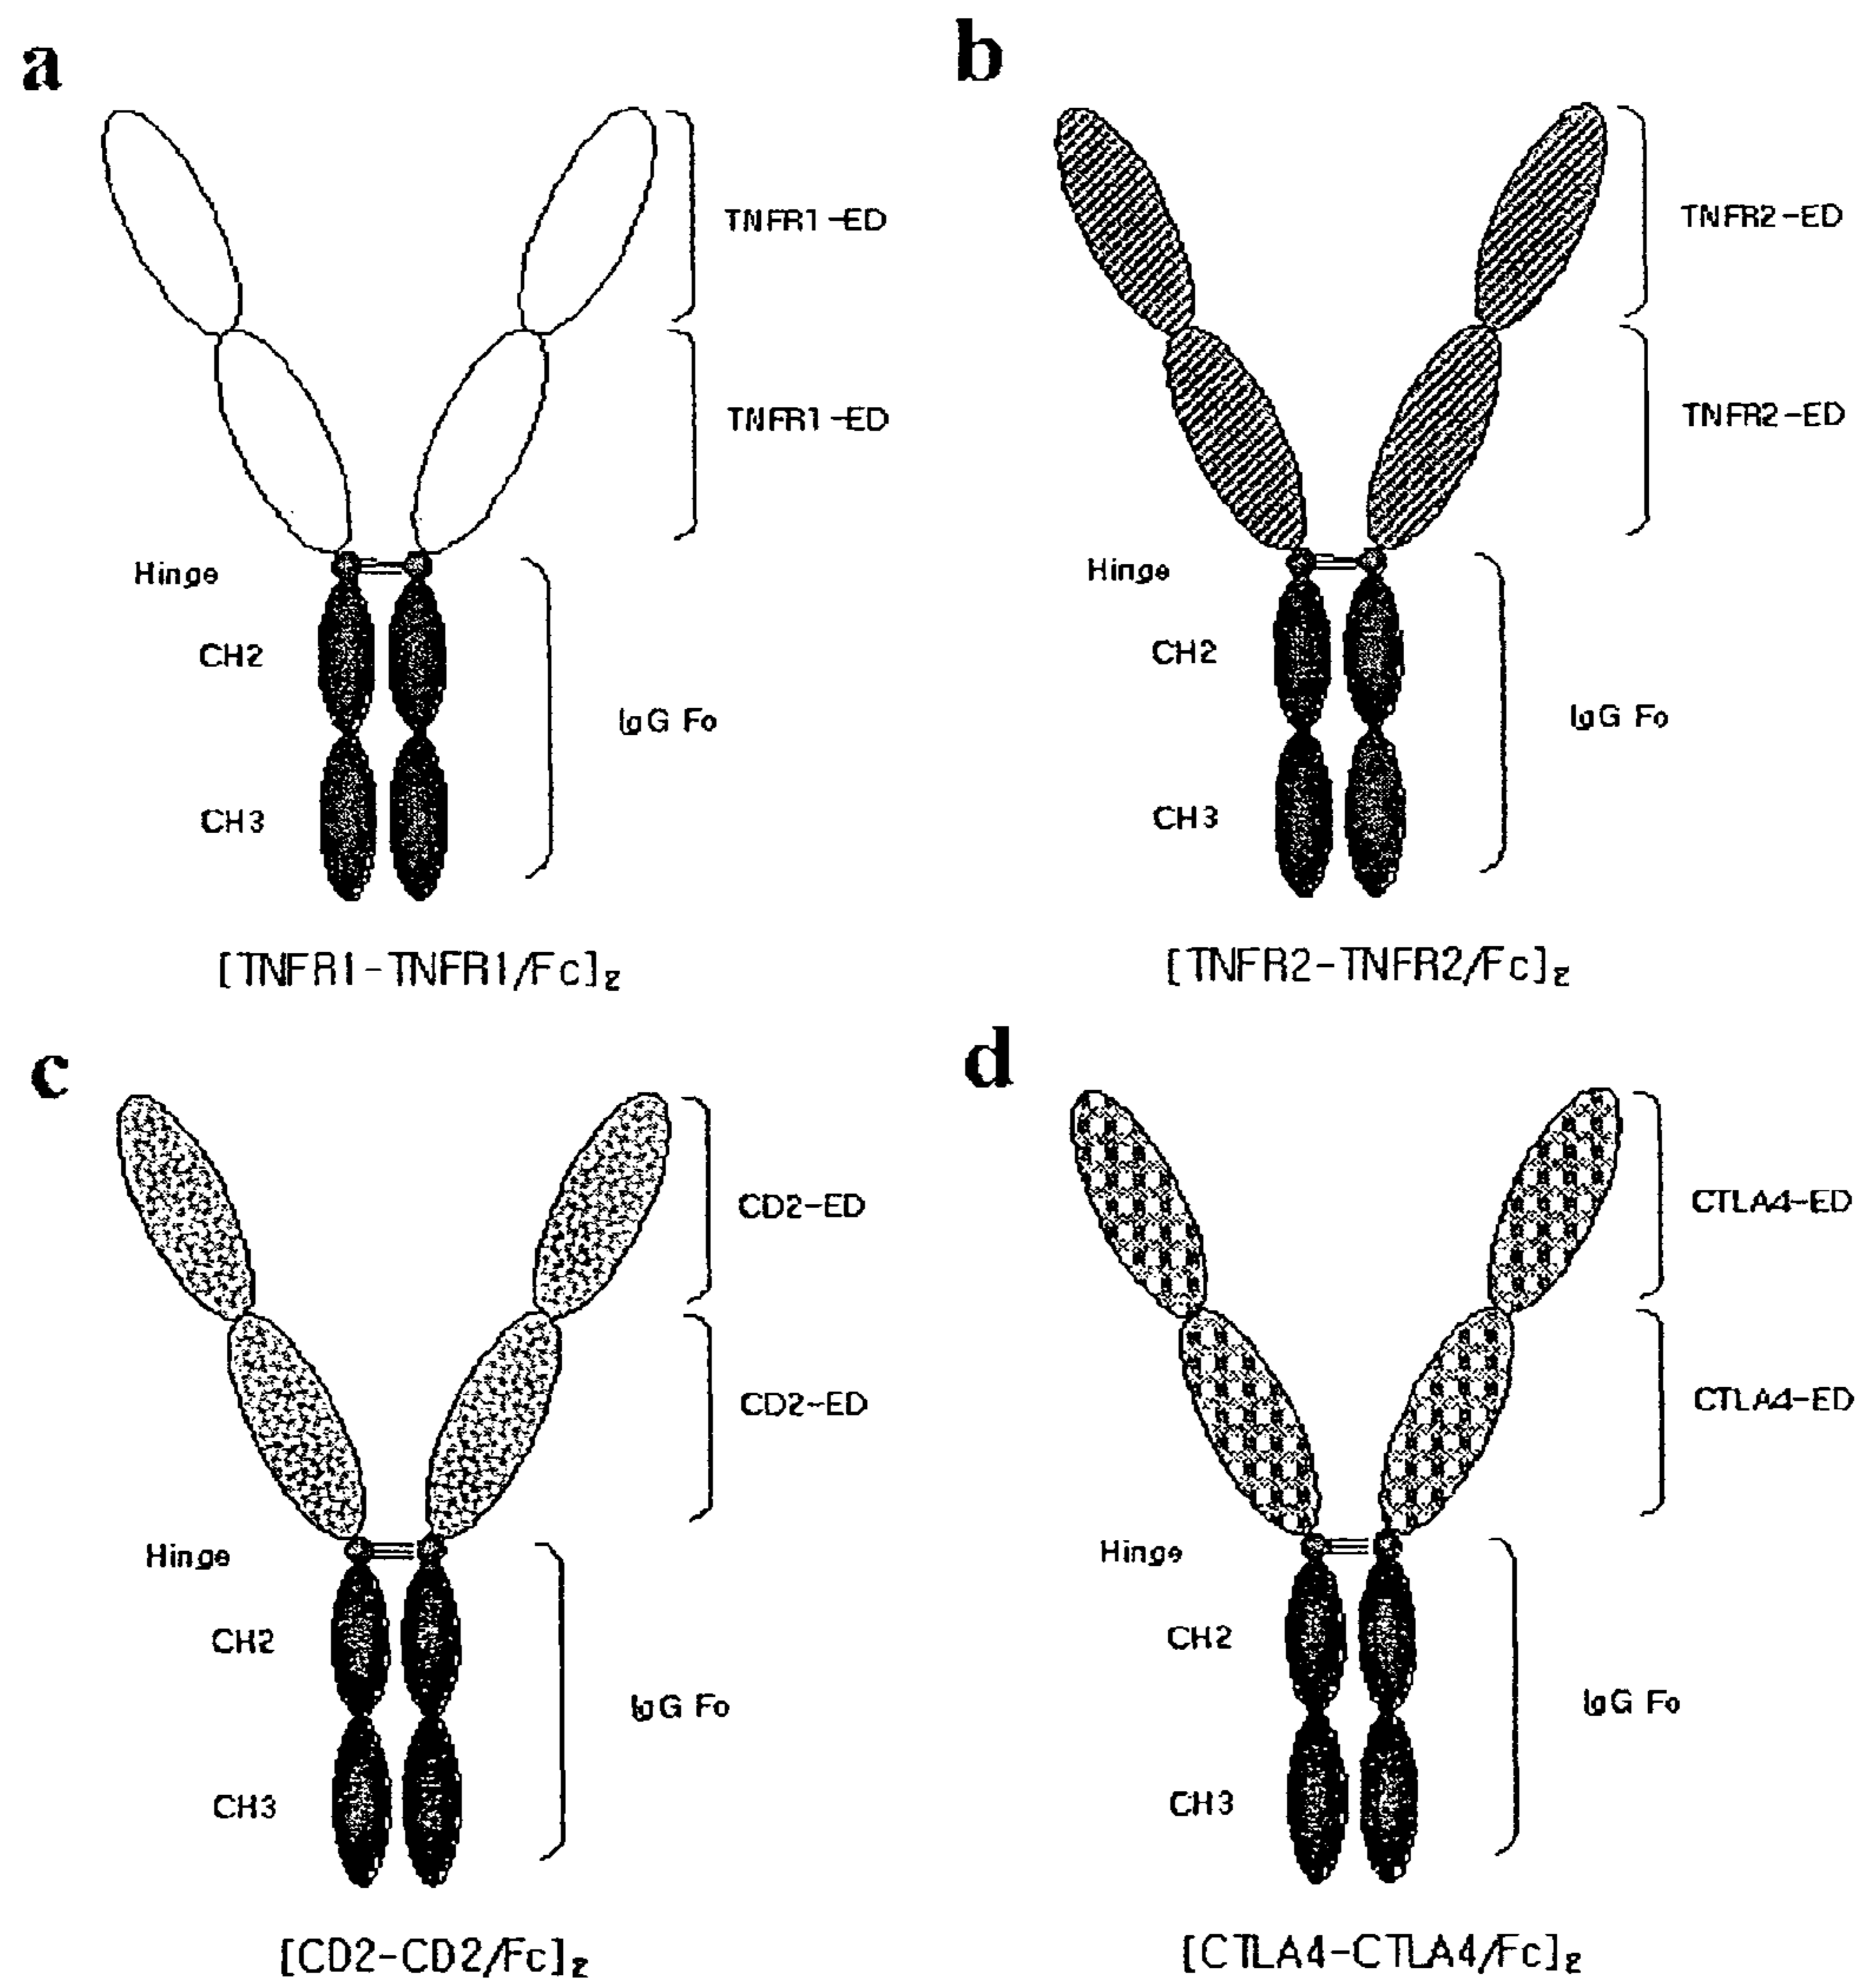 a
TNFR1-ED
TNFR1-ED
Hinge
CH2
IgG Fc
CH3
[TNFR1-TNFR1/Fc]2
b
TNFR2-ED
TNFR2-ED
Hinge
CH2
IgG Fc
CH3
[TNFR2-TNFR2/Fc]2
c
CD2-ED
CD2-ED
Hinge
CH2
IgG Fc
CH3
[CD2-CD2/Fc]2
d
CTLA4-ED
CTLA4-ED
Hinge
CH2
IgG Fc
CH3
[CTLA4-CTLA4/Fc]2